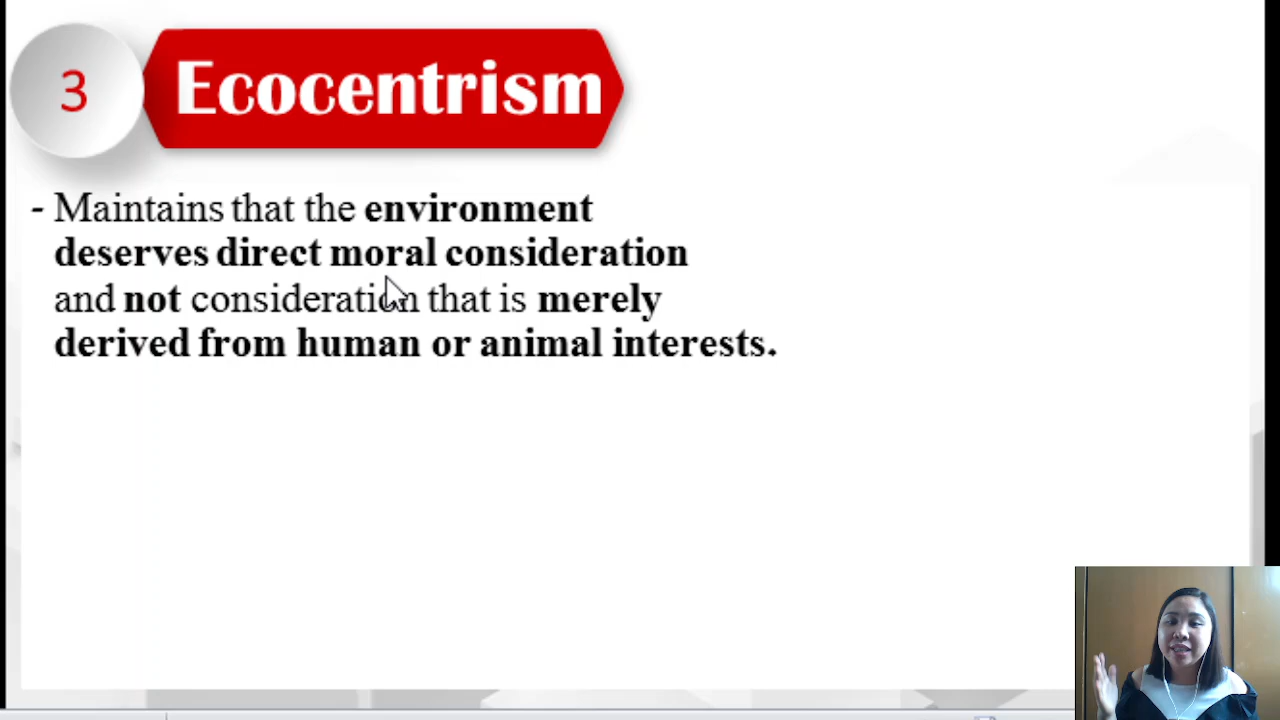 3
Ecocentrism
- Maintains that the environment
deserves direct moral consideration
and not consideration that is merely
derived from human or animal interests.